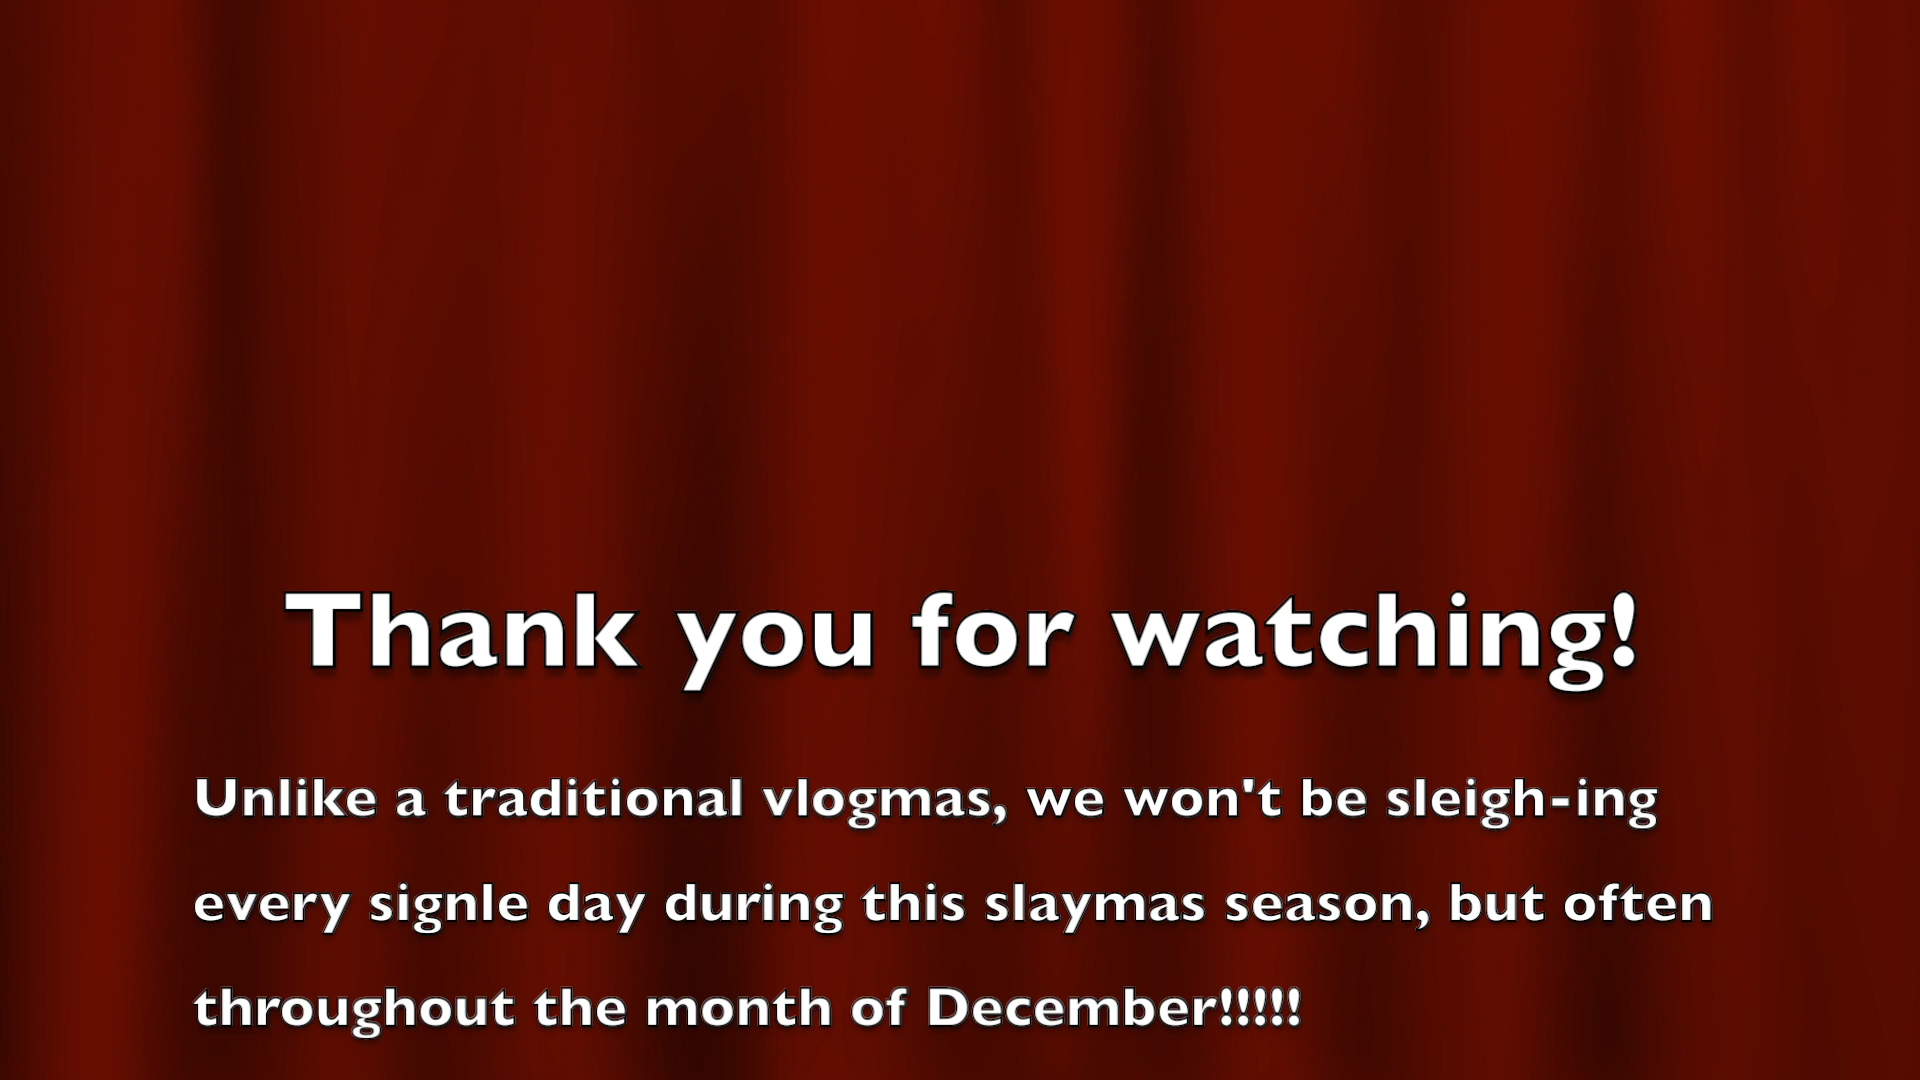 Thank you for watching!
Unlike a traditional vlogmas, we won't be sleigh-ing
every signle day during this slaymas season, but often
throughout the month of December!!!!!